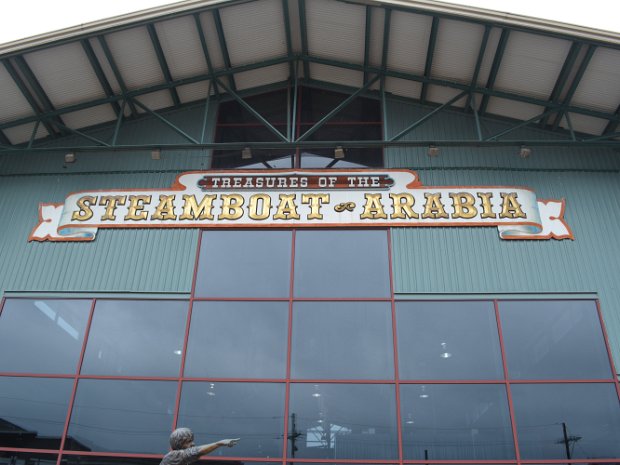 TREASURES OF THE
STEAMBOAT ARABIA